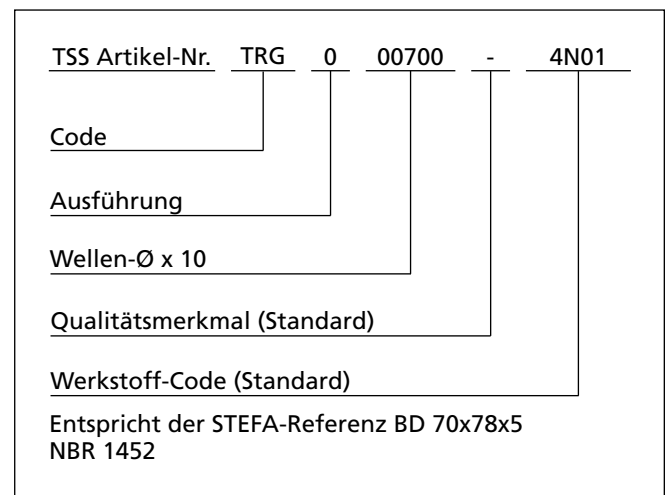 TSS Artikel-Nr. TRG 0 00700 - 4N01
Code
Ausführung
Wellen-Ø x 10
Qualitätsmerkmal (Standard)
Werkstoff-Code (Standard)
Entspricht der STEFA-Referenz BD 70x78x5
NBR 1452